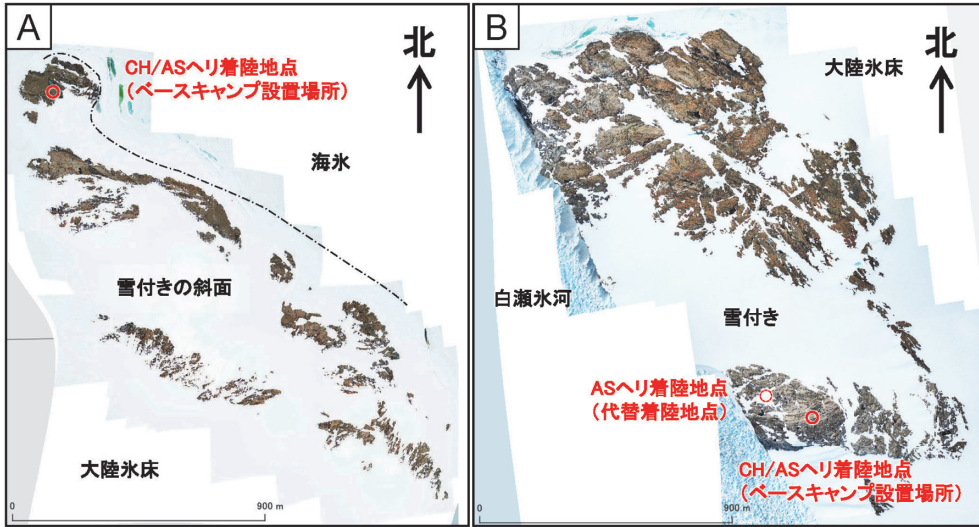 A
CH/ASヘリ着陸地点
(ベースキャンプ設置場所)
北
海氷
雪付きの斜面
大陸氷床
0
900 m
B
北
大陸氷床
白瀬氷河
雪付き
ASヘリ着陸地点
(代替着陸地点)
CH/ASヘリ着陸地点
(ベースキャンプ設置場所)
0
900 m